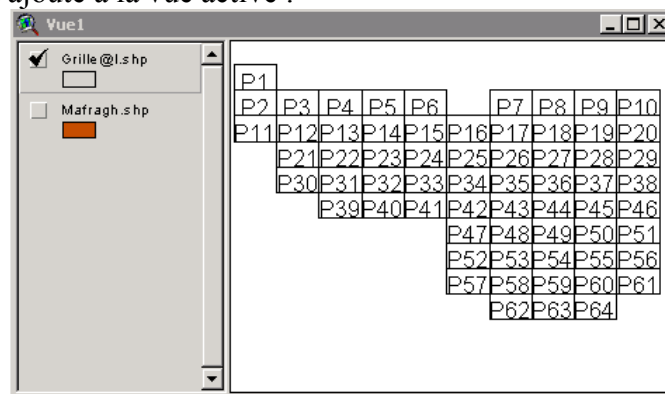 ajouté à la vue active :
Vue1
Grille@l.shp
Mafragh.shp
P1
P2 P3 P4 P5 P6 P7 P8 P9 P10
P11 P12 P13 P14 P15 P16 P17 P18 P19 P20
P21 P22 P23 P24 P25 P26 P27 P28 P29
P30 P31 P32 P33 P34 P35 P36 P37 P38
P39 P40 P41 P42 P43 P44 P45 P46
P47 P48 P49 P50 P51
P52 P53 P54 P55 P56
P57 P58 P59 P60 P61
P62 P63 P64